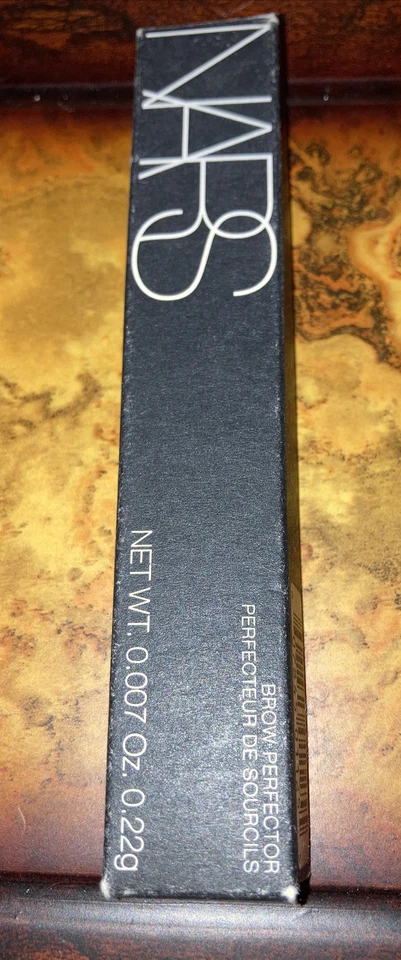 NARS
BROW PERFECTOR
PERFECTEUR DE SOURCILS
NET WT. 0.007 Oz. 0.22g